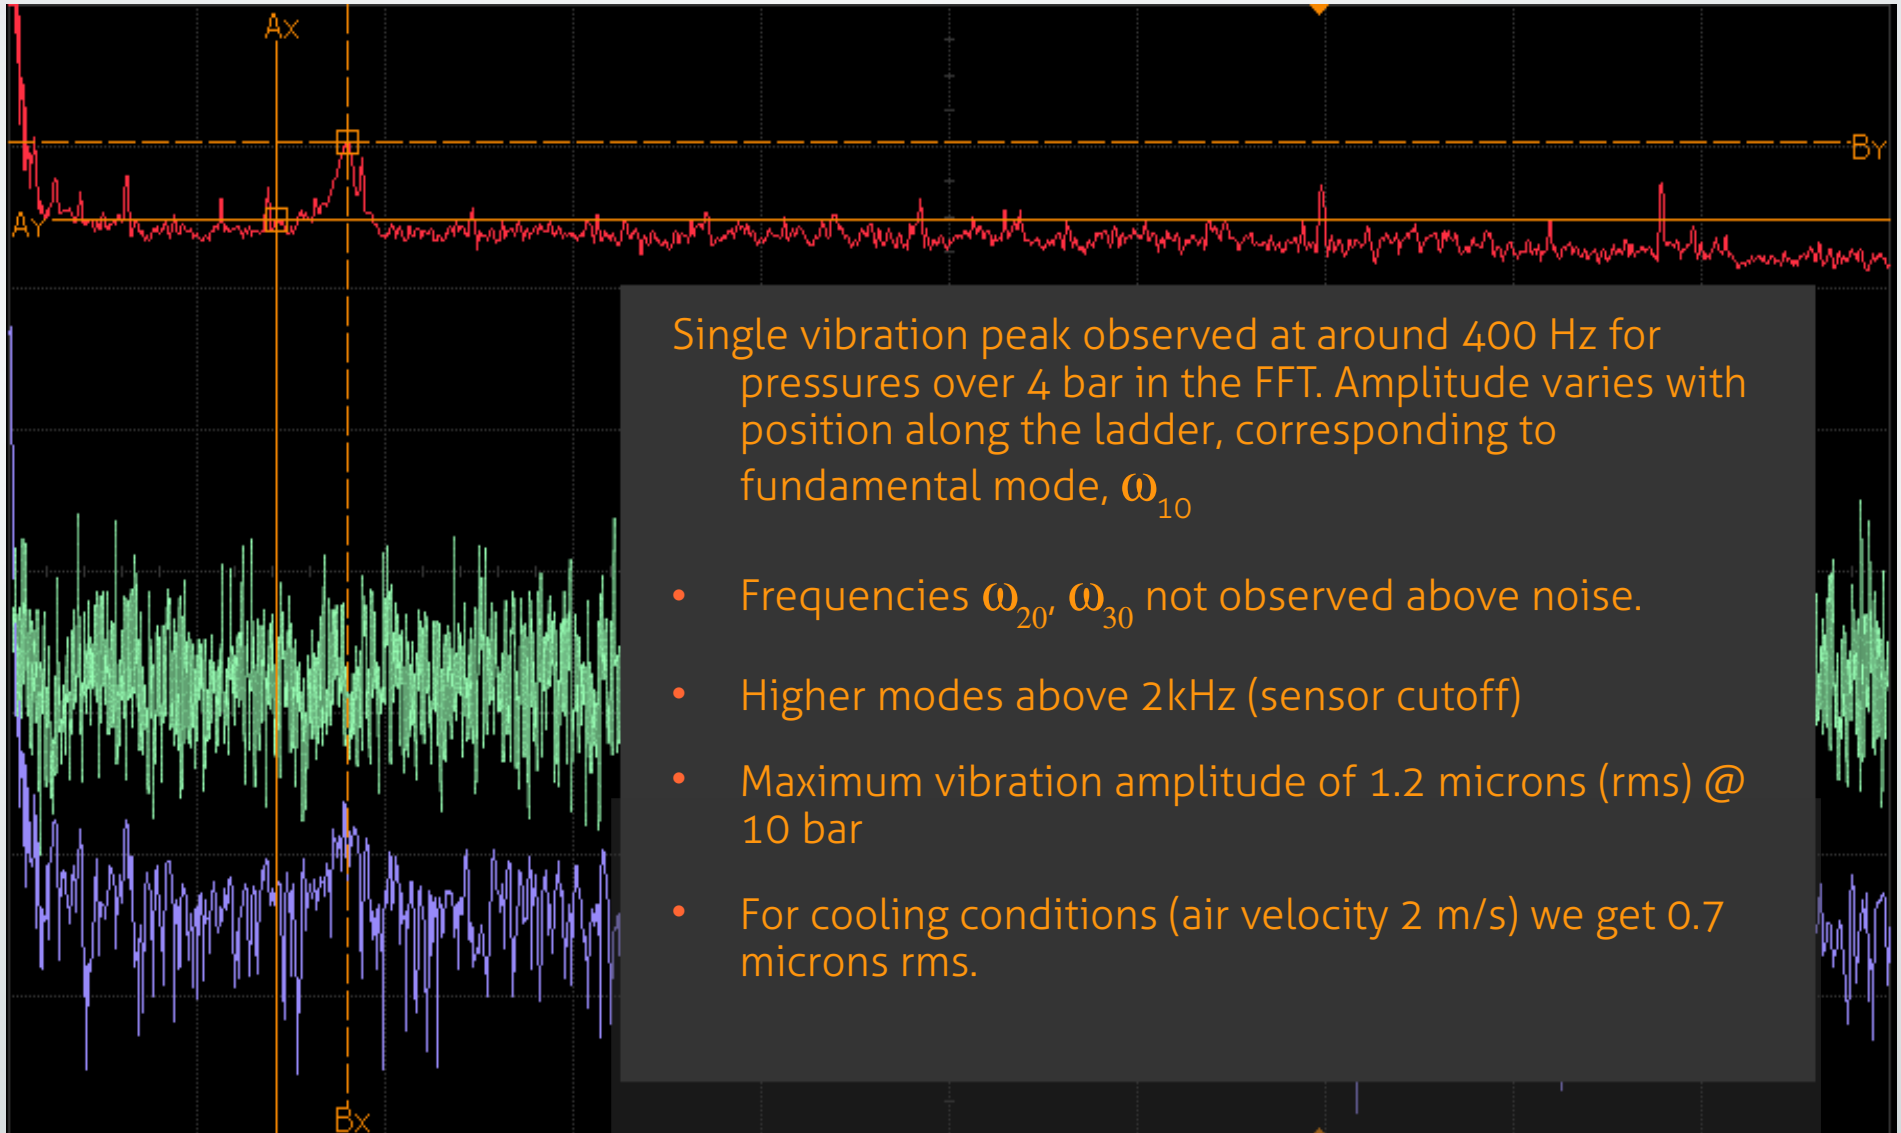 Ax
BY
AY
Single vibration peak observed at around 400 Hz for
pressures over 4 bar in the FFT. Amplitude varies with
position along the ladder, corresponding to
fundamental mode, ω₁₀
• Frequencies ω₂₀, ω₃₀ not observed above noise.
• Higher modes above 2kHz (sensor cutoff)
• Maximum vibration amplitude of 1.2 microns (rms) @
10 bar
• For cooling conditions (air velocity 2 m/s) we get 0.7
microns rms.
Bx